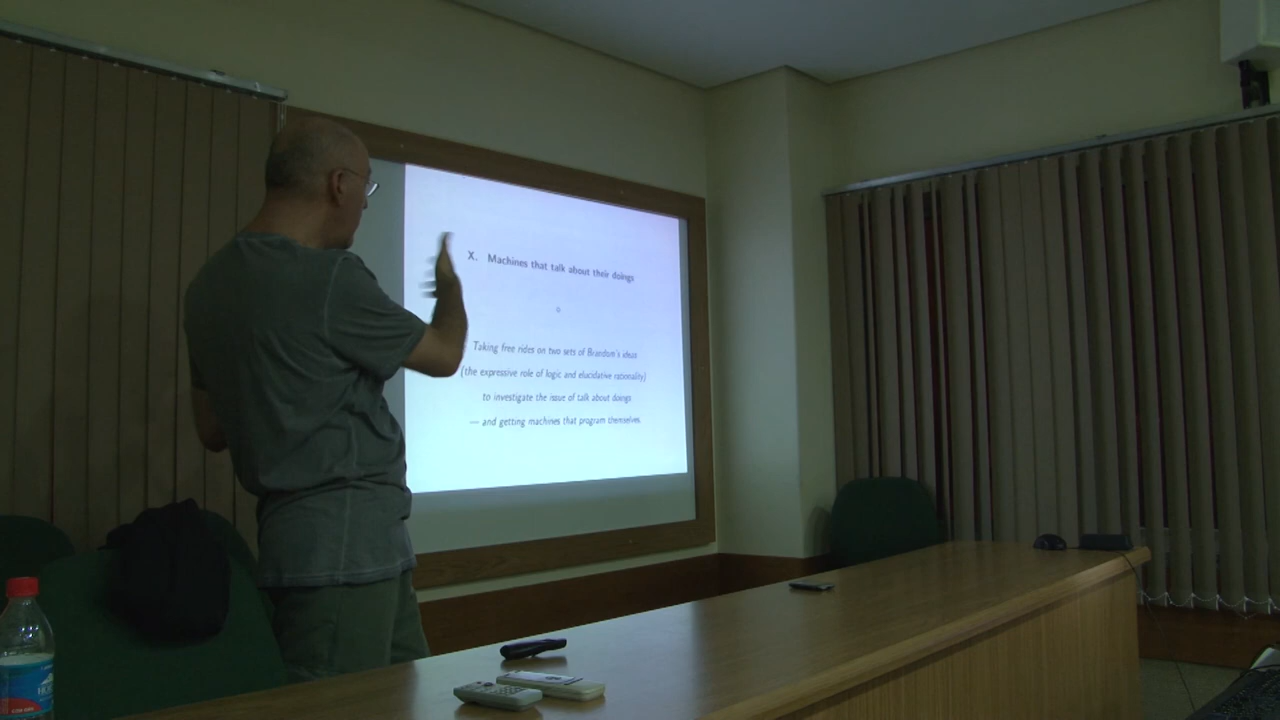 X. Machines that talk about their doings
Taking free rides on two sets of Brandom's ideas
(the expressive role of logic and elucidative rationality)
to investigate the issue of talk about doings
— and getting machines that program themselves.